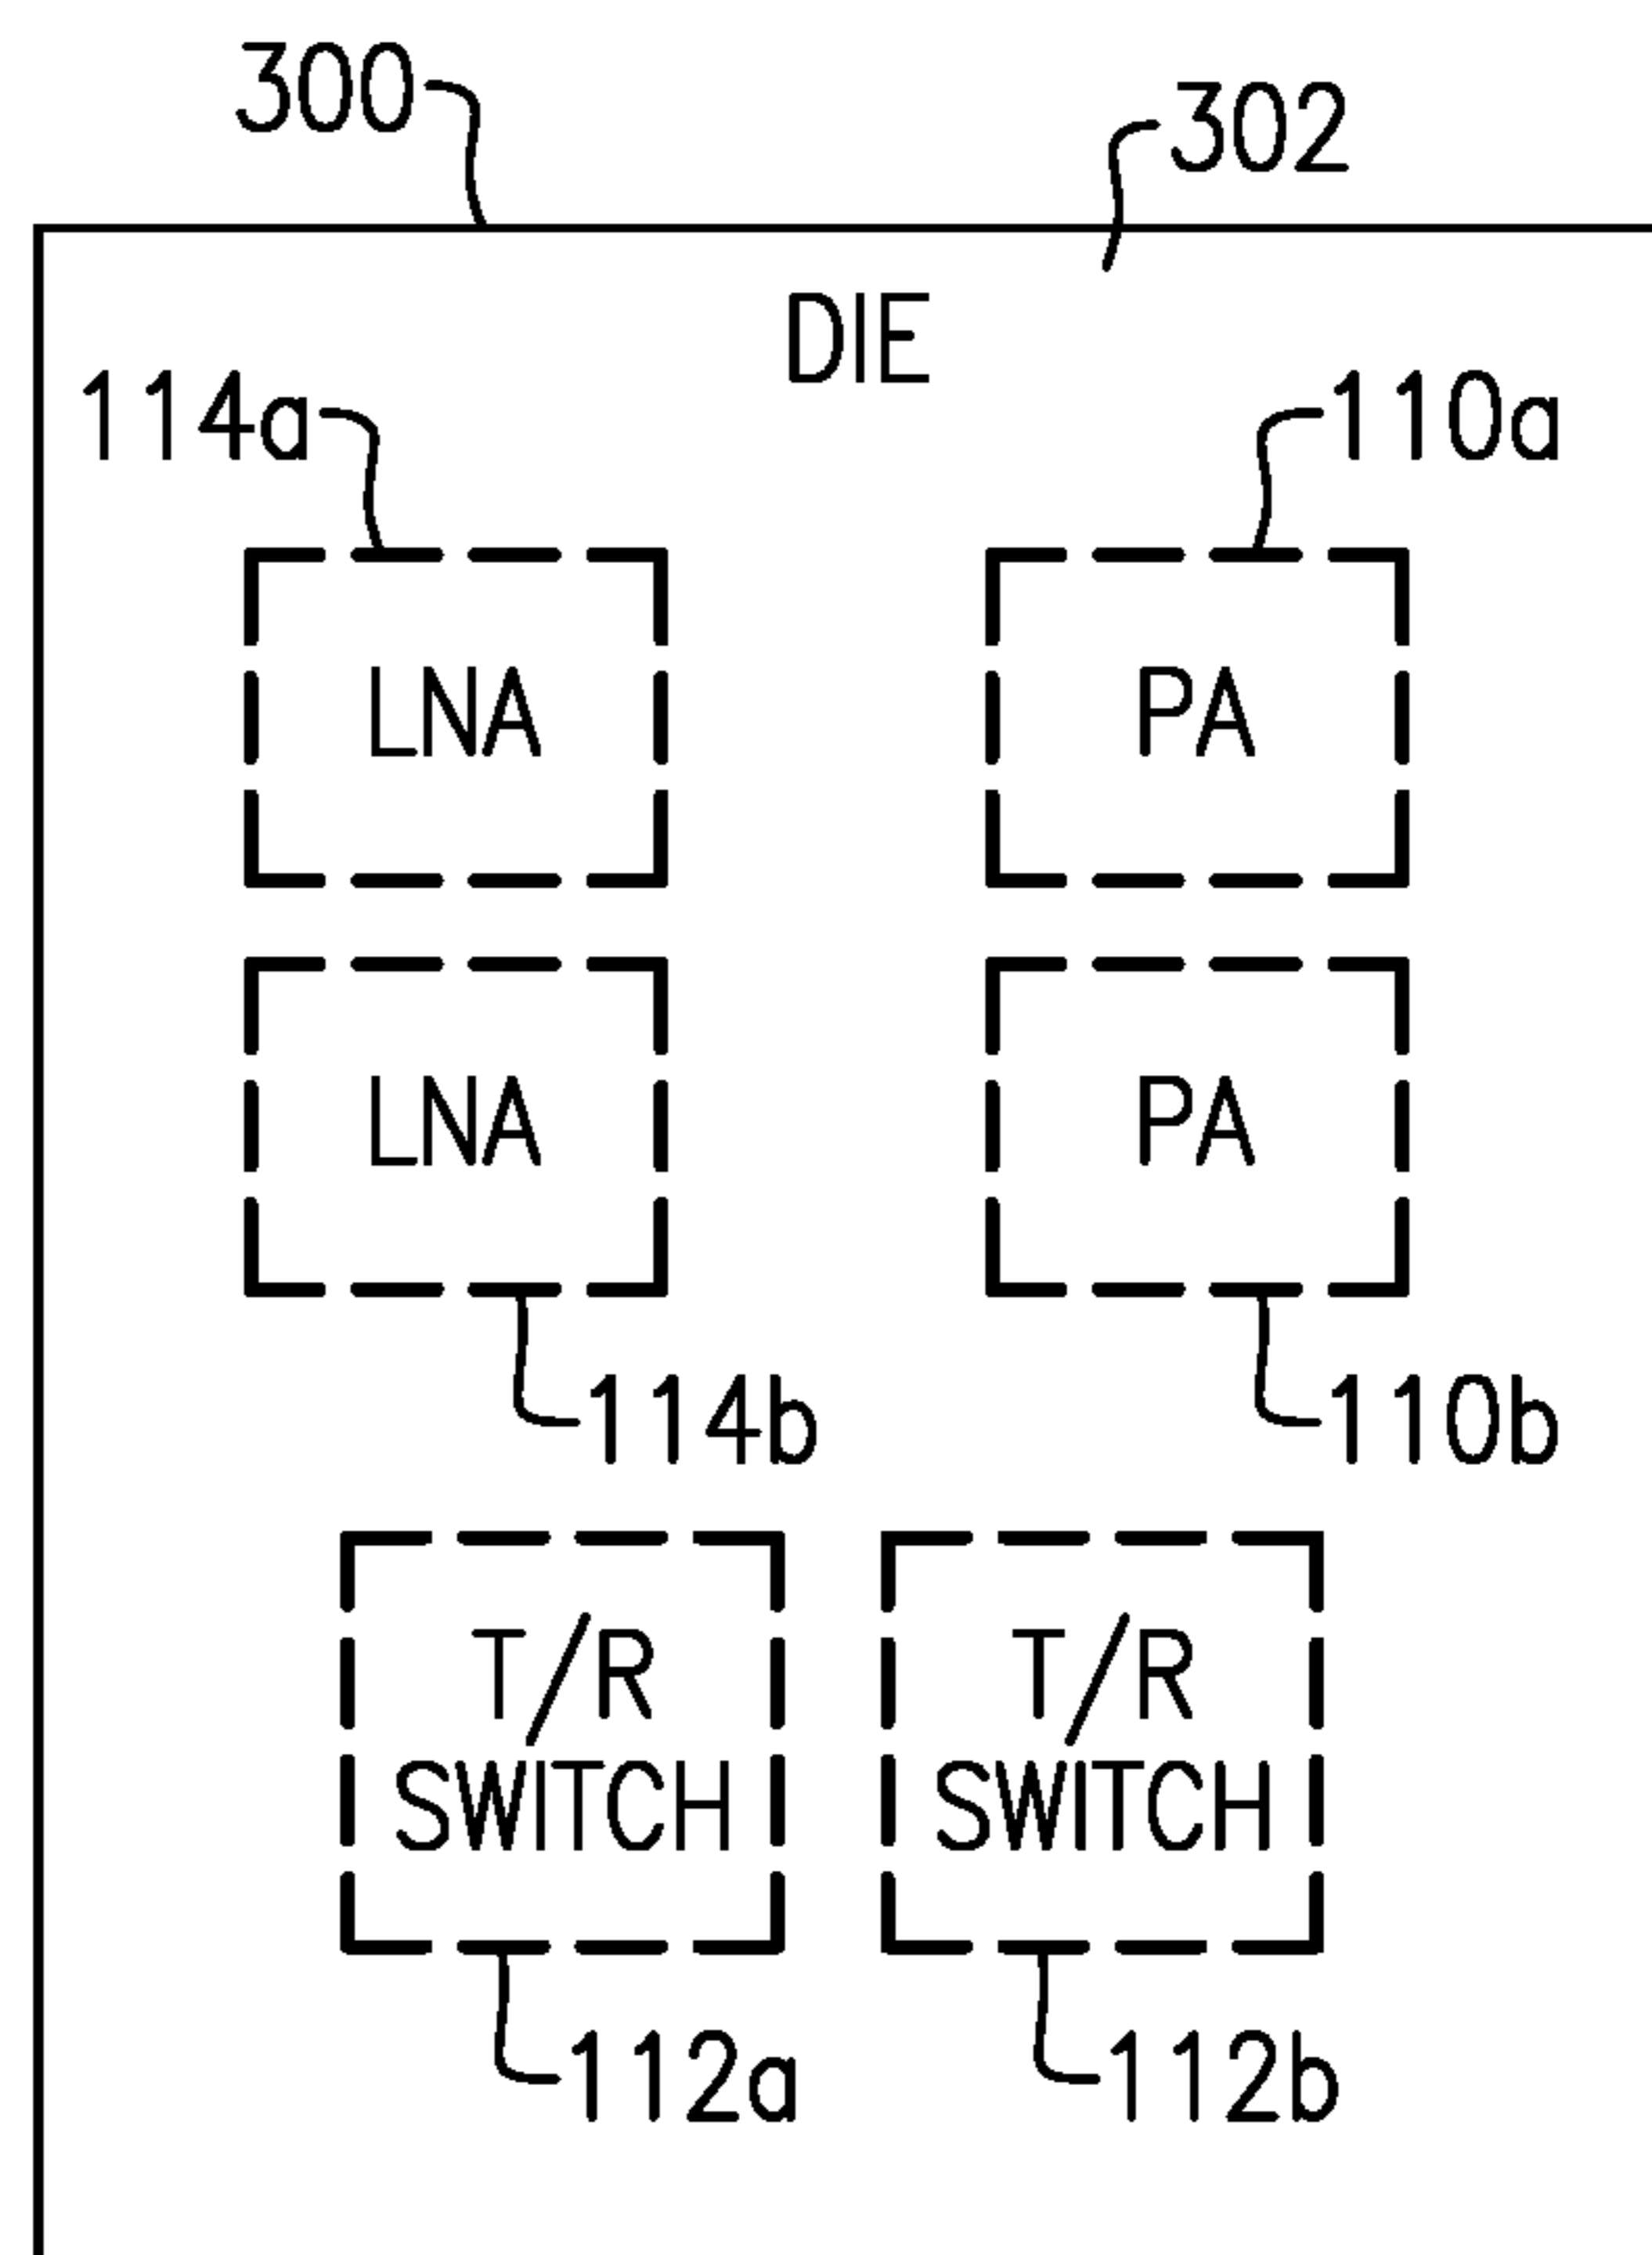 300
302
DIE
114a
110a
LNA
PA
LNA
PA
114b
110b
T/R
SWITCH
T/R
SWITCH
112a
112b